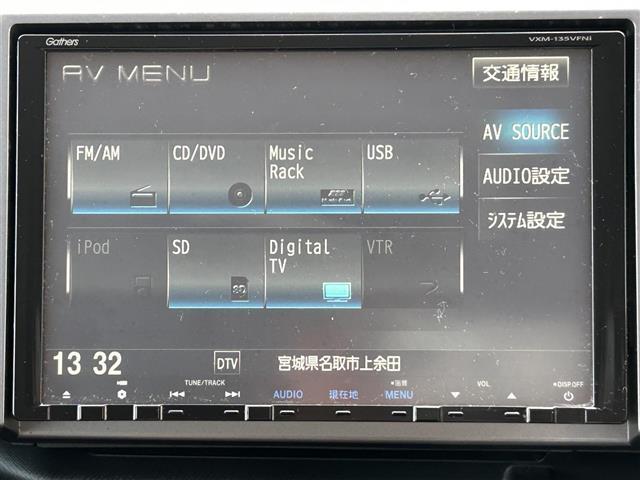 Gathers VXM-135VFNi
AV MENU 交通情報
FM/AM CD/DVD Music Rack USB AV SOURCE
AUDIO設定
iPod SD Digital TV VTR システム設定
SD
13 32 DTV 宮城県名取市上余田
TUNE/TRACK AUDIO 現在地 MENU VOL DISP.OFF